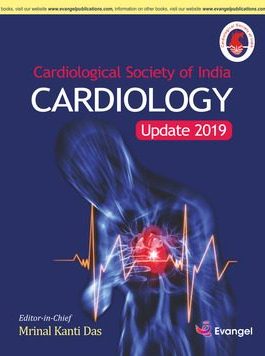 books, visit our website www.evangelpublications.com, information on other books, visit our website www.evangelpublications.com
Cardiological Society of India
CARDIOLOGY
Update 2019
Editor-in-Chief
Mrinal Kanti Das
Evangel